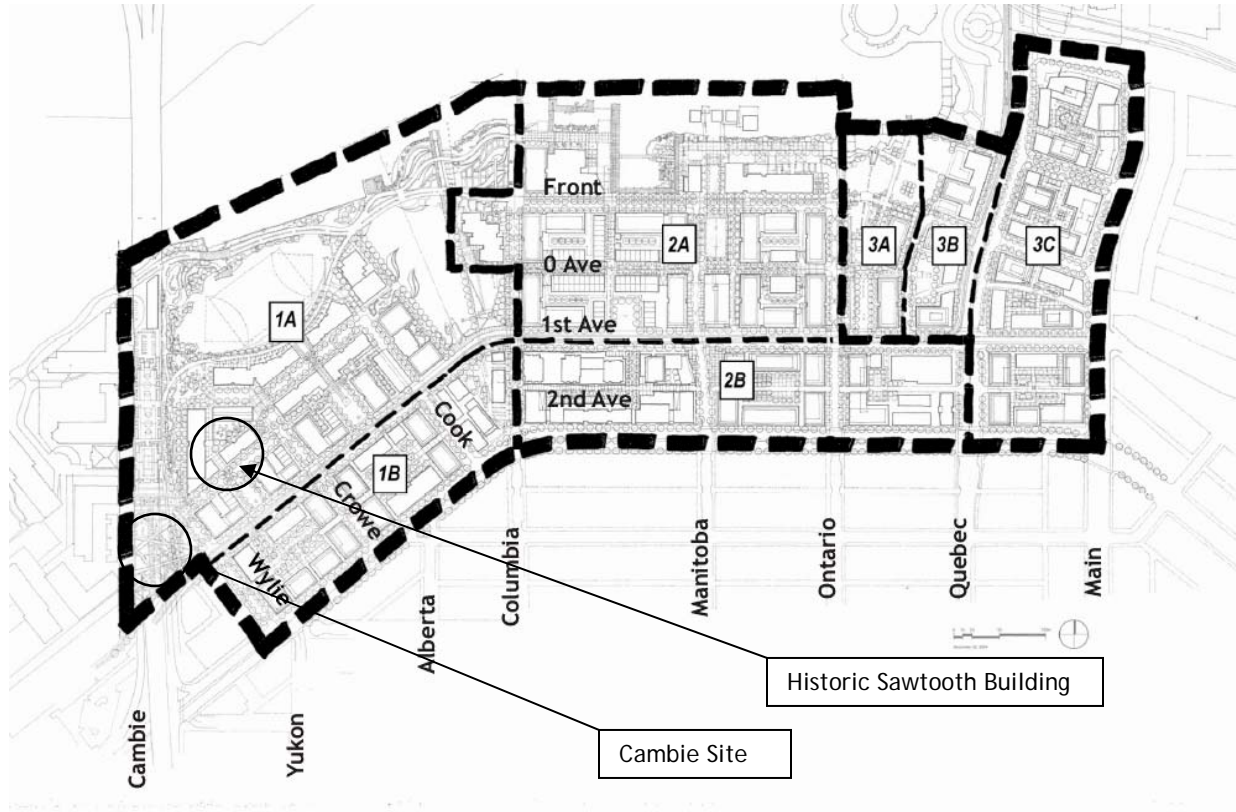 Front
2A
3A
3B
3C
0 Ave
1A
1st Ave
2B
2nd Ave
Cook
1B
Crowe
Wylie
Cambie
Yukon
Alberta
Columbia
Manitoba
Ontario
Quebec
Main
Historic Sawtooth Building
Cambie Site